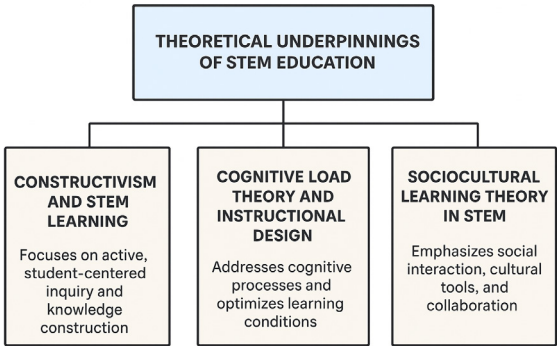 THEORETICAL UNDERPINNINGS
OF STEM EDUCATION
CONSTRUCTIVISM
AND STEM
LEARNING
Focuses on active,
student-centered
inquiry and
knowledge
construction
COGNITIVE LOAD
THEORY AND
INSTRUCTIONAL
DESIGN
Addresses cognitive
processes and
optimizes learning
conditions
SOCIOCULTURAL
LEARNING THEORY
IN STEM
Emphasizes social
interaction, cultural
tools, and
collaboration